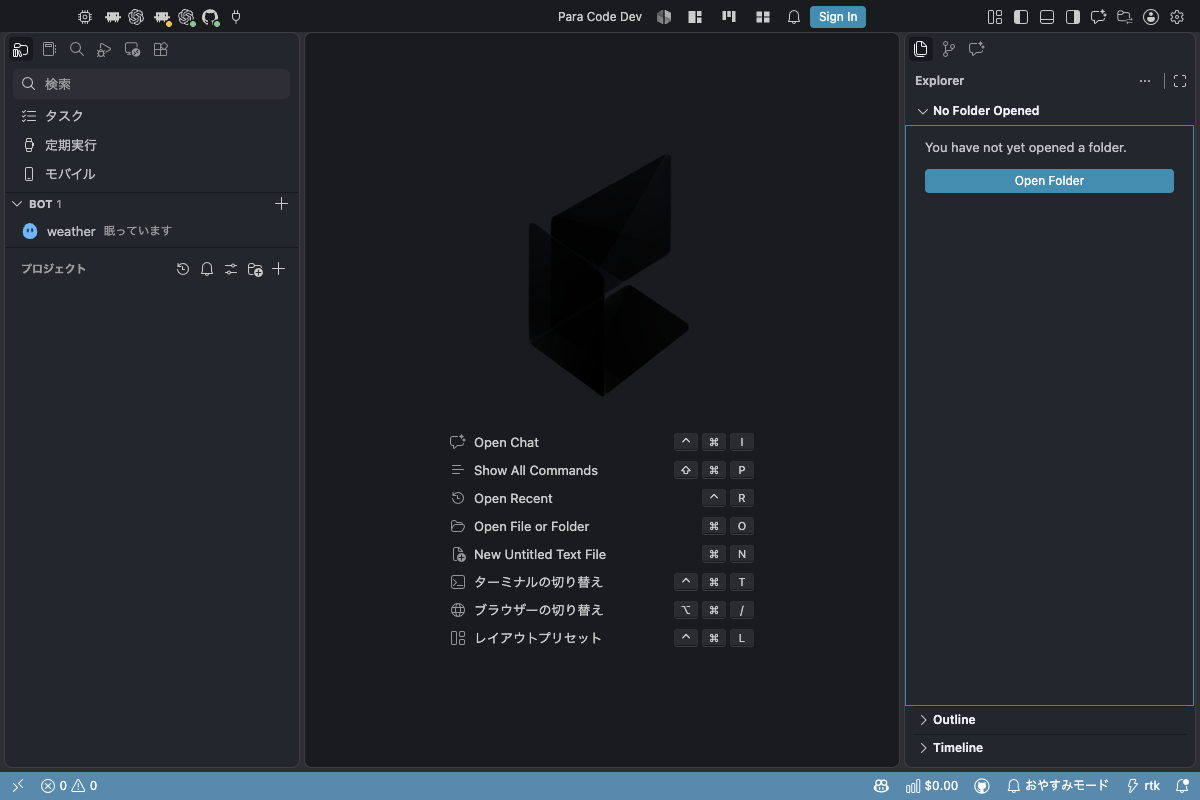 Para Code Dev
Sign In
検索
タスク
定期実行
モバイル
BOT 1
weather 眠っています
プロジェクト
Open Chat ^ ⌘ I
Show All Commands ⇧ ⌘ P
Open Recent ^ R
Open File or Folder ⌘ O
New Untitled Text File ⌘ N
ターミナルの切り替え ^ ⌘ T
ブラウザーの切り替え ⌥ ⌘ /
レイアウトプリセット ^ ⌘ L
Explorer
No Folder Opened
You have not yet opened a folder.
Open Folder
Outline
Timeline
0 0
$0.00
おやすみモード
rtk